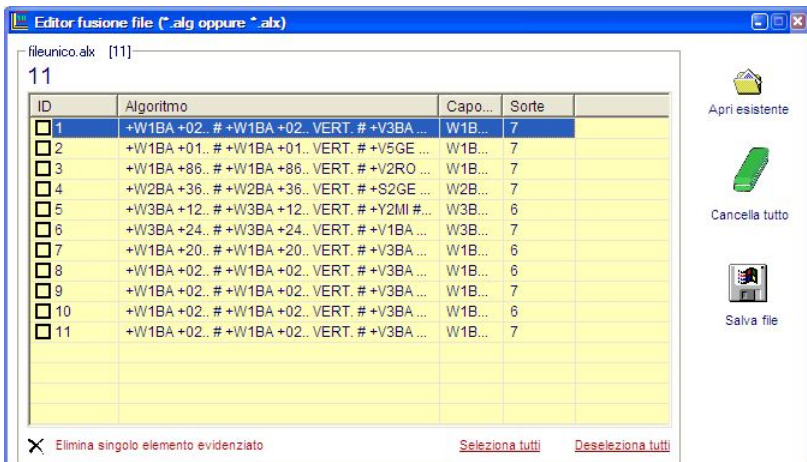 Editor fusione file (*.alg oppure *.alx)
fileunico.alx [11]
11
ID Algoritmo Capo... Sorte
1 +W1BA +02.. # +W1BA +02.. VERT. # +V3BA ... W1B... 7
2 +W1BA +01.. # +W1BA +01.. VERT. # +V5GE ... W1B... 7
3 +W1BA +86.. # +W1BA +86.. VERT. # +V2RO ... W1B... 7
4 +W2BA +36.. # +W2BA +36.. VERT. # +S2GE ... W2B... 7
5 +W3BA +12.. # +W3BA +12.. VERT. # +Y2MI #... W3B... 6
6 +W3BA +24.. # +W3BA +24.. VERT. # +V1BA ... W3B... 7
7 +W1BA +20.. # +W1BA +20.. VERT. # +V3BA ... W1B... 6
8 +W1BA +02.. # +W1BA +02.. VERT. # +V3BA ... W1B... 6
9 +W1BA +02.. # +W1BA +02.. VERT. # +V3BA ... W1B... 7
10 +W1BA +02.. # +W1BA +02.. VERT. # +V3BA ... W1B... 6
11 +W1BA +02.. # +W1BA +02.. VERT. # +V3BA ... W1B... 7
Elimina singolo elemento evidenziato Seleziona tutti Deseleziona tutti
Apri esistente
Cancella tutto
Salva file